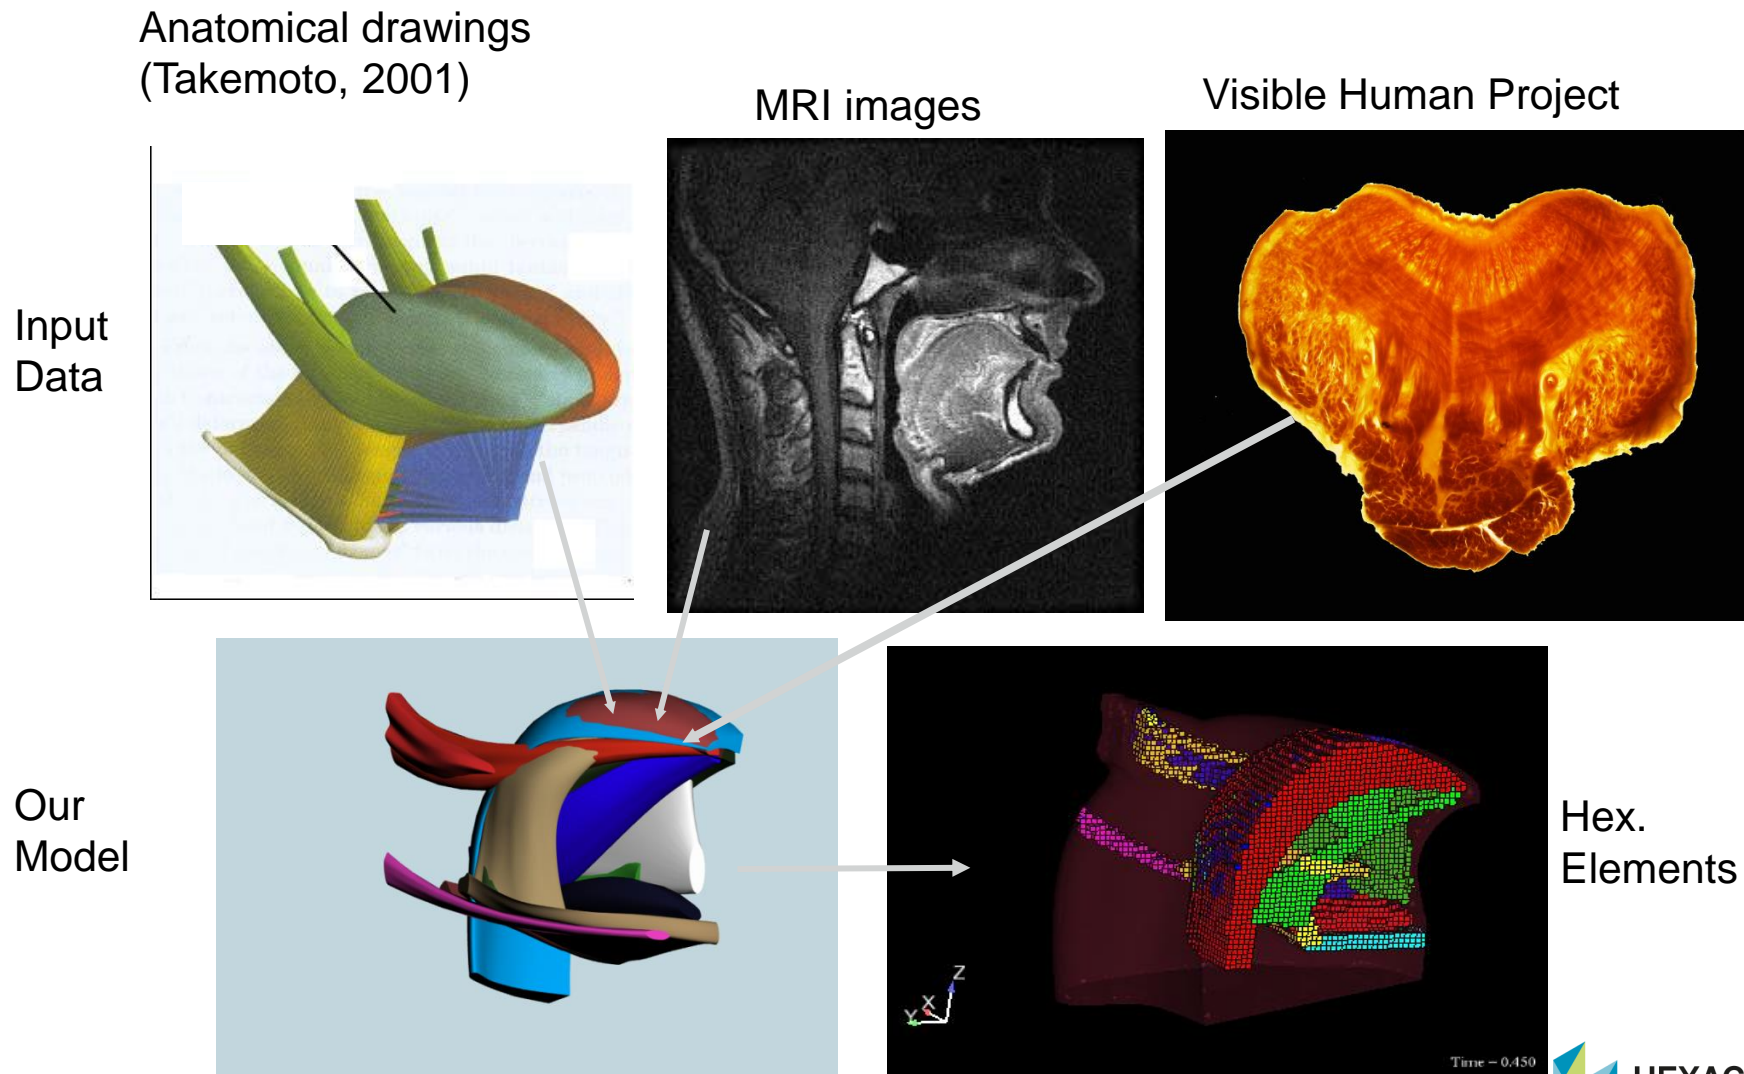 Anatomical drawings
(Takemoto, 2001)
MRI images
Visible Human Project
Input
Data
Our
Model
Hex.
Elements
Z
X
Y
Time = 0.450